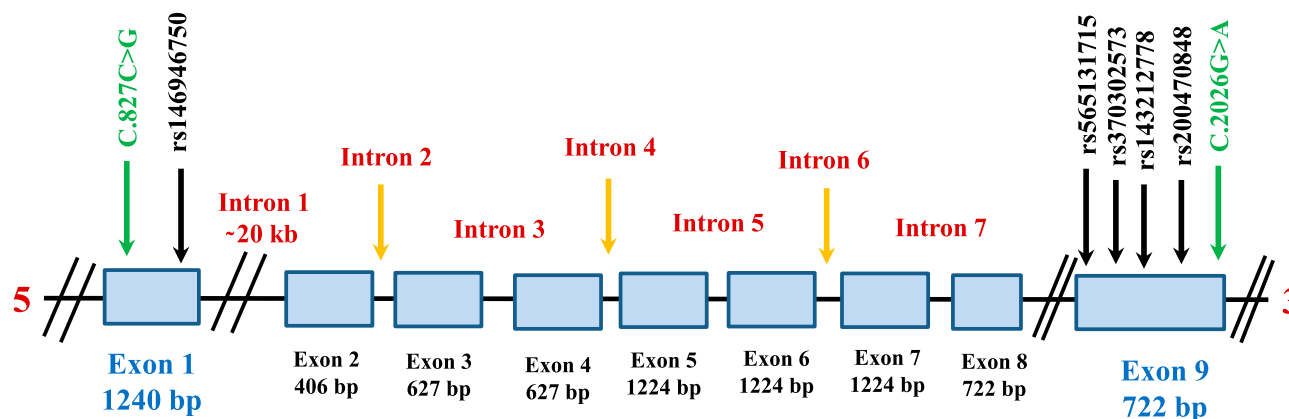 C.827C>G
rs146946750
Intron 1
~20 kb
Intron 2
Intron 3
Intron 4
Intron 5
Intron 6
Intron 7
rs565131715
rs370302573
rs143212778
rs200470848
C.2026G>A
5
3
Exon 1
1240 bp
Exon 2
406 bp
Exon 3
627 bp
Exon 4
627 bp
Exon 5
1224 bp
Exon 6
1224 bp
Exon 7
1224 bp
Exon 8
722 bp
Exon 9
722 bp